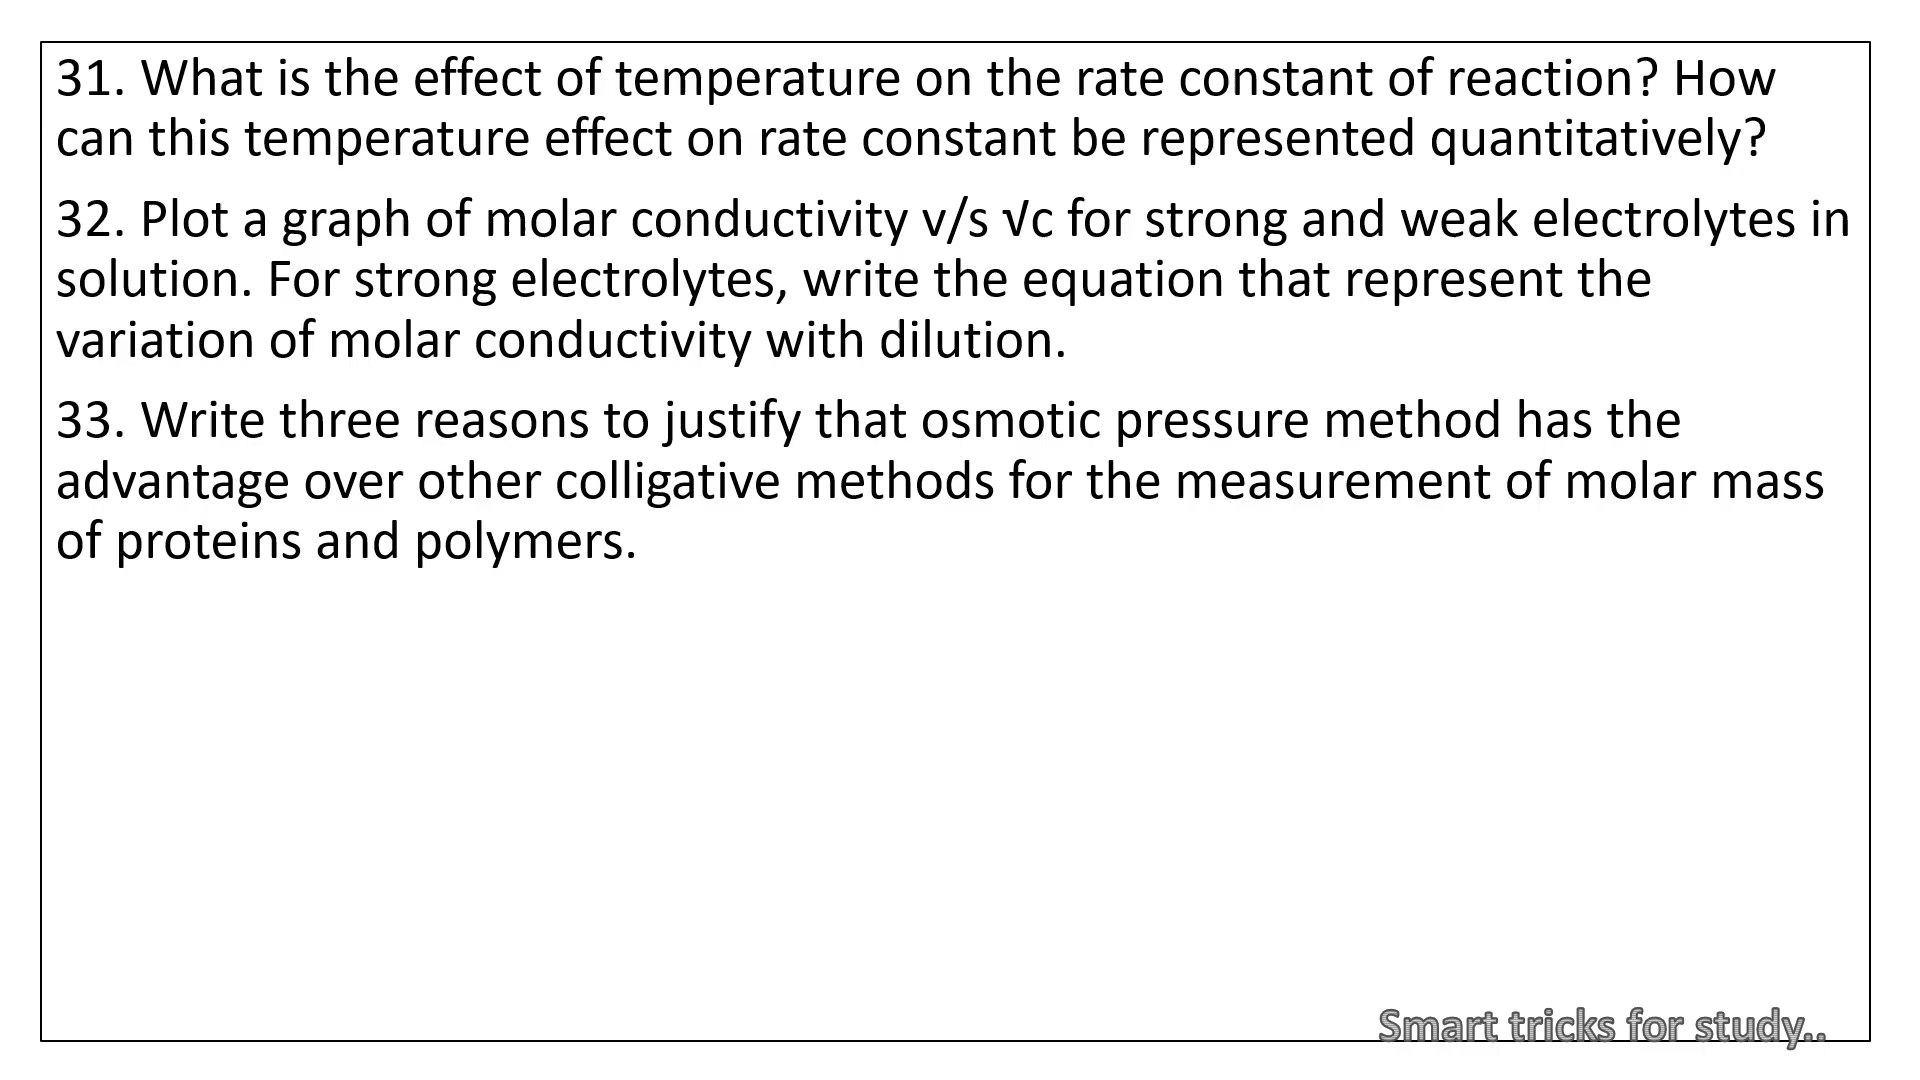 31. What is the effect of temperature on the rate constant of reaction? How
can this temperature effect on rate constant be represented quantitatively?
32. Plot a graph of molar conductivity v/s √c for strong and weak electrolytes in
solution. For strong electrolytes, write the equation that represent the
variation of molar conductivity with dilution.
33. Write three reasons to justify that osmotic pressure method has the
advantage over other colligative methods for the measurement of molar mass
of proteins and polymers.
Smart tricks for study..